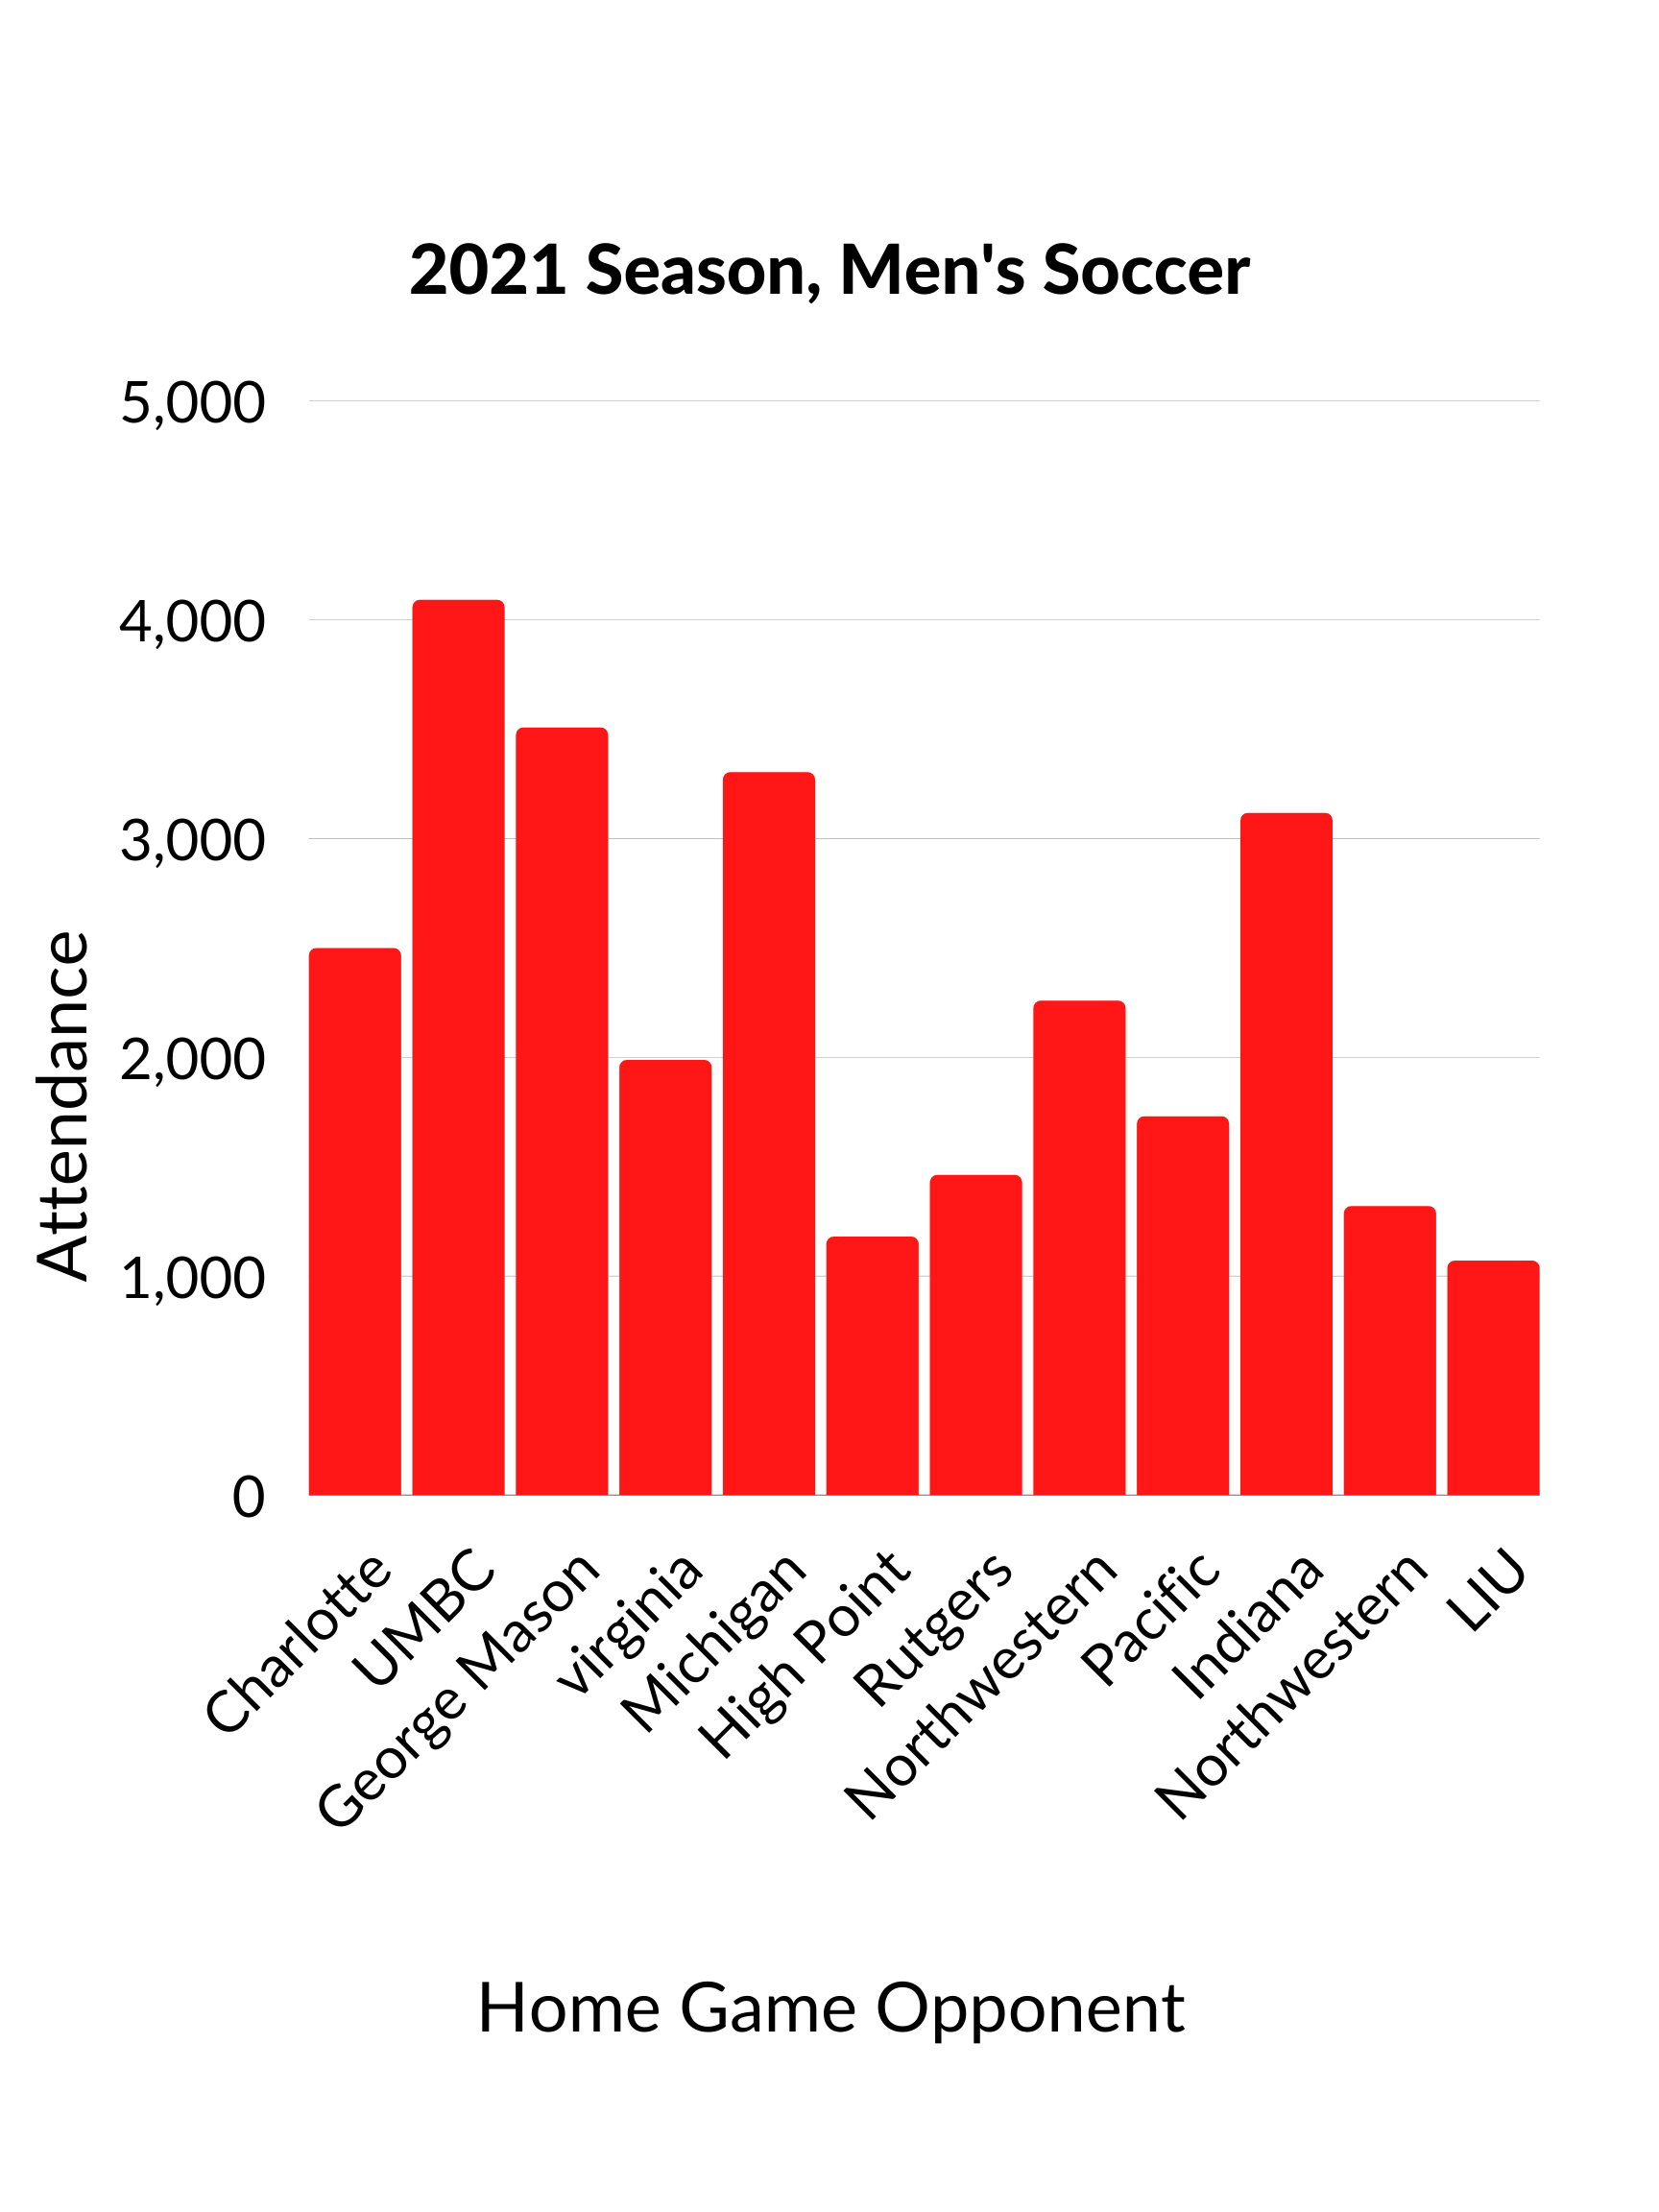 2021 Season, Men's Soccer
5,000
4,000
3,000
2,000
1,000
0
Attendance
Charlotte
UMBC
George Mason
virginia
Michigan
High Point
Rutgers
Northwestern
Pacific
Indiana
Northwestern
LIU
Home Game Opponent